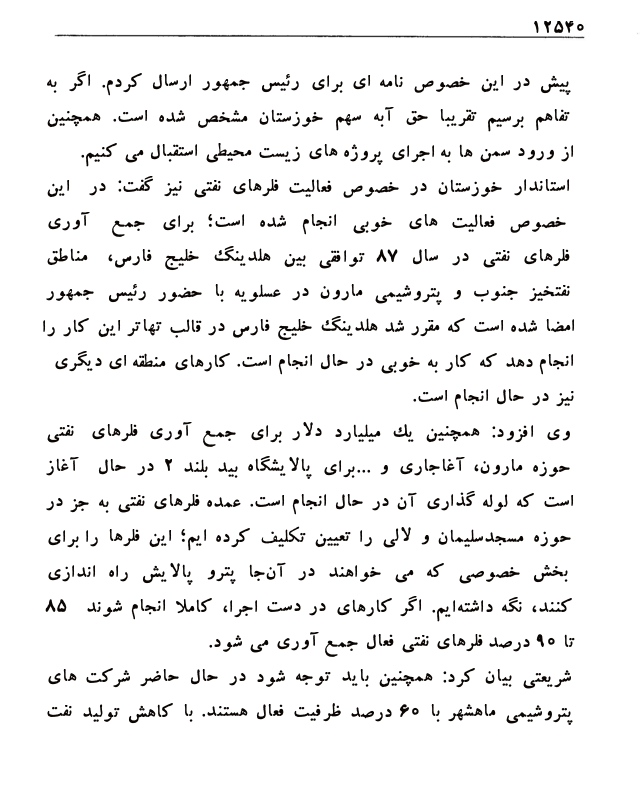 ۱۲۵۴۰
پیش در این خصوص نامه ای برای رئیس جمهور ارسال کردم. اگر به
تفاهم برسیم تقریبا حق آبه سهم خوزستان مشخص شده است. همچنین
از ورود سمن ها به اجرای پروژه های زیست محیطی استقبال می کنیم.
استاندار خوزستان در خصوص فعالیت فلرهای نفتی نیز گفت: در این
خصوص فعالیت های خوبی انجام شده است؛ برای جمع آوری
فلرهای نفتی در سال ۸۷ توافقی بین هلدینگ خلیج فارس، مناطق
نفتخیز جنوب و پتروشیمی مارون در عسلویه با حضور رئیس جمهور
امضا شده است که مقرر شد هلدینگ خلیج فارس در قالب تهاتر این کار را
انجام دهد که کار به خوبی در حال انجام است. کارهای منطقه ای دیگری
نیز در حال انجام است.
وی افزود: همچنین یك میلیارد دلار برای جمع آوری فلرهای نفتی
حوزه مارون، آغاجاری و ...برای پالایشگاه بید بلند ۲ در حال آغاز
است که لوله گذاری آن در حال انجام است. عمده فلرهای نفتی به جز در
حوزه مسجدسلیمان و لالی را تعیین تکلیف کرده ایم؛ این فلرها را برای
بخش خصوصی که می خواهند در آن‌جا پترو پالایش راه اندازی
کنند، نگه داشته‌ایم. اگر کارهای در دست اجرا، کاملا انجام شوند ۸۵
تا ۹۰ درصد فلرهای نفتی فعال جمع آوری می شود.
شریعتی بیان کرد: همچنین باید توجه شود در حال حاضر شرکت های
پتروشیمی ماهشهر با ۶۰ درصد ظرفیت فعال هستند. با کاهش تولید نفت